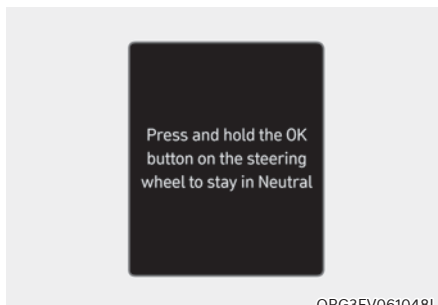 Press and hold the OK
button on the steering
wheel to stay in Neutral